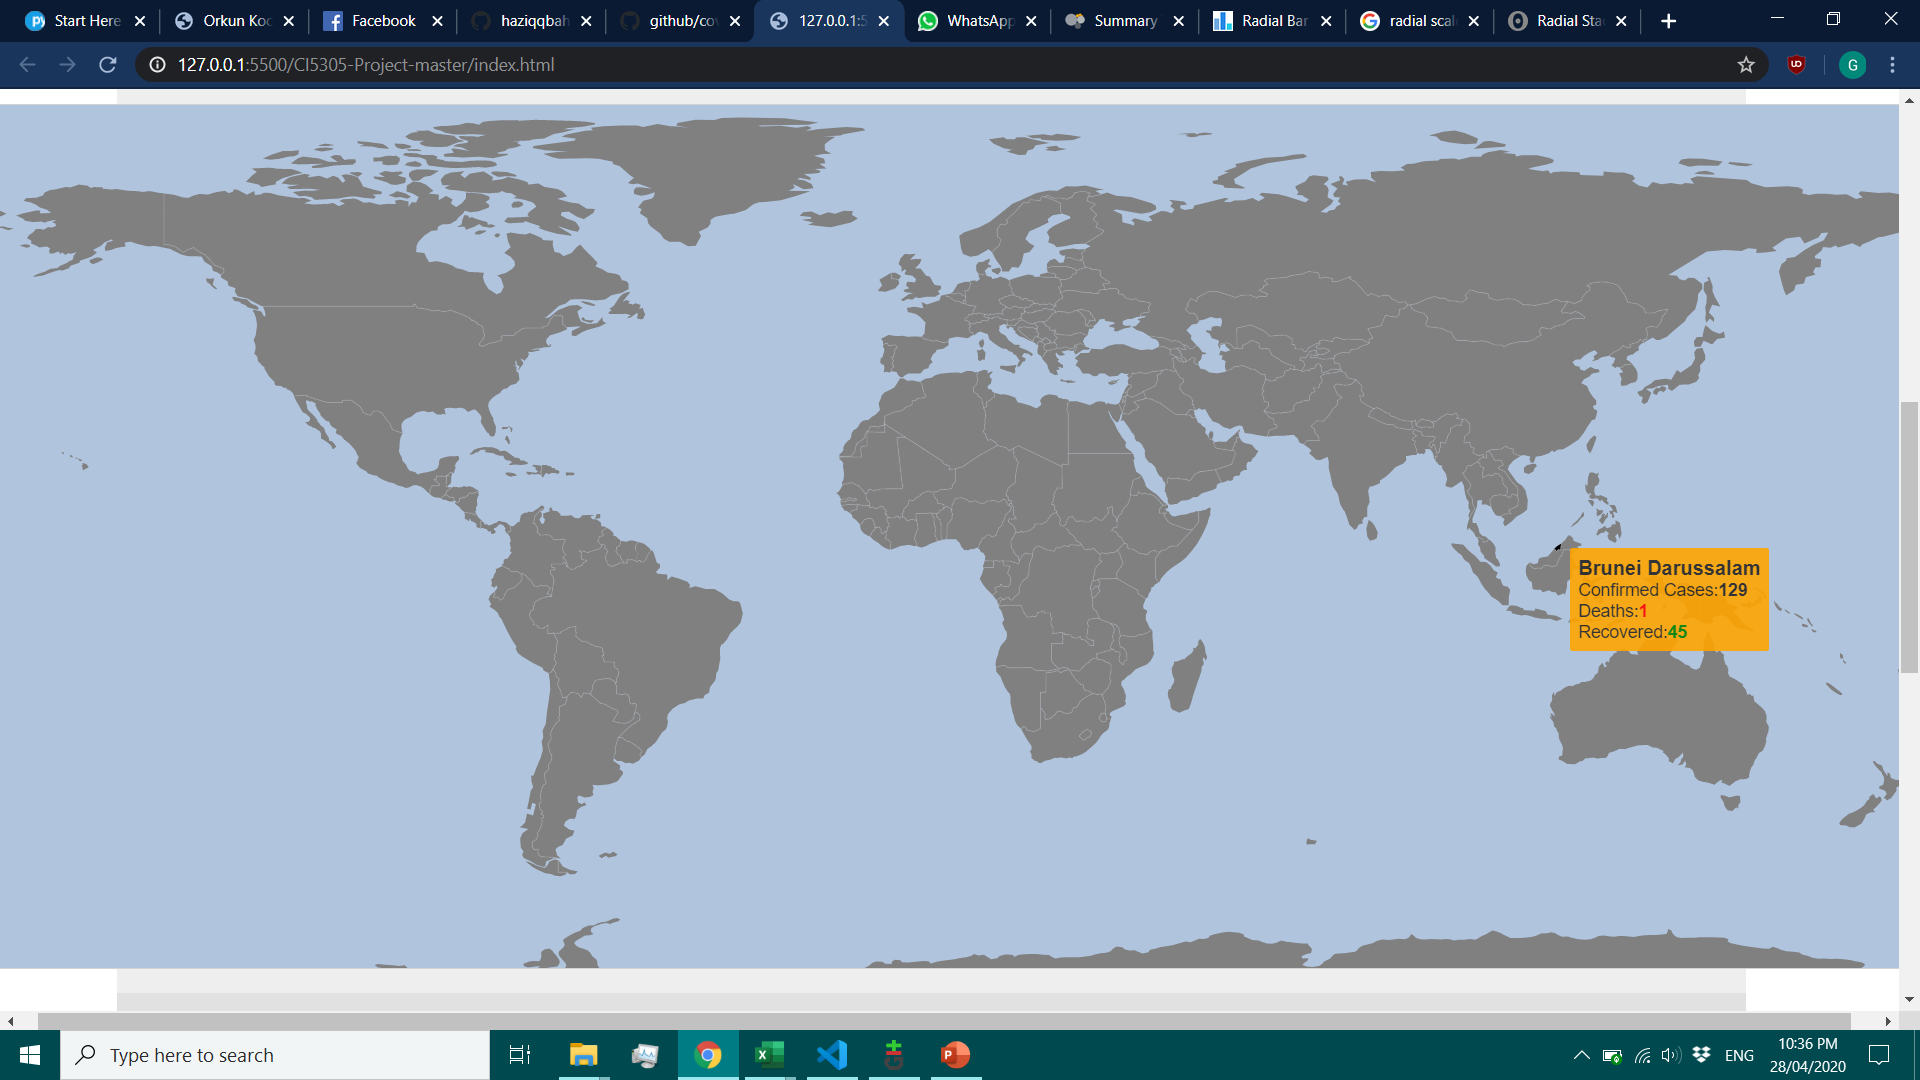 Start Here
Orkun Koc
Facebook
haziqqbah
github/cov
127.0.0.1:5
WhatsApp
Summary
Radial Bar
radial scal
Radial Sta
127.0.0.1:5500/CI5305-Project-master/index.html
G
Brunei Darussalam
Confirmed Cases:129
Deaths:1
Recovered:45
Type here to search
ENG
10:36 PM
28/04/2020